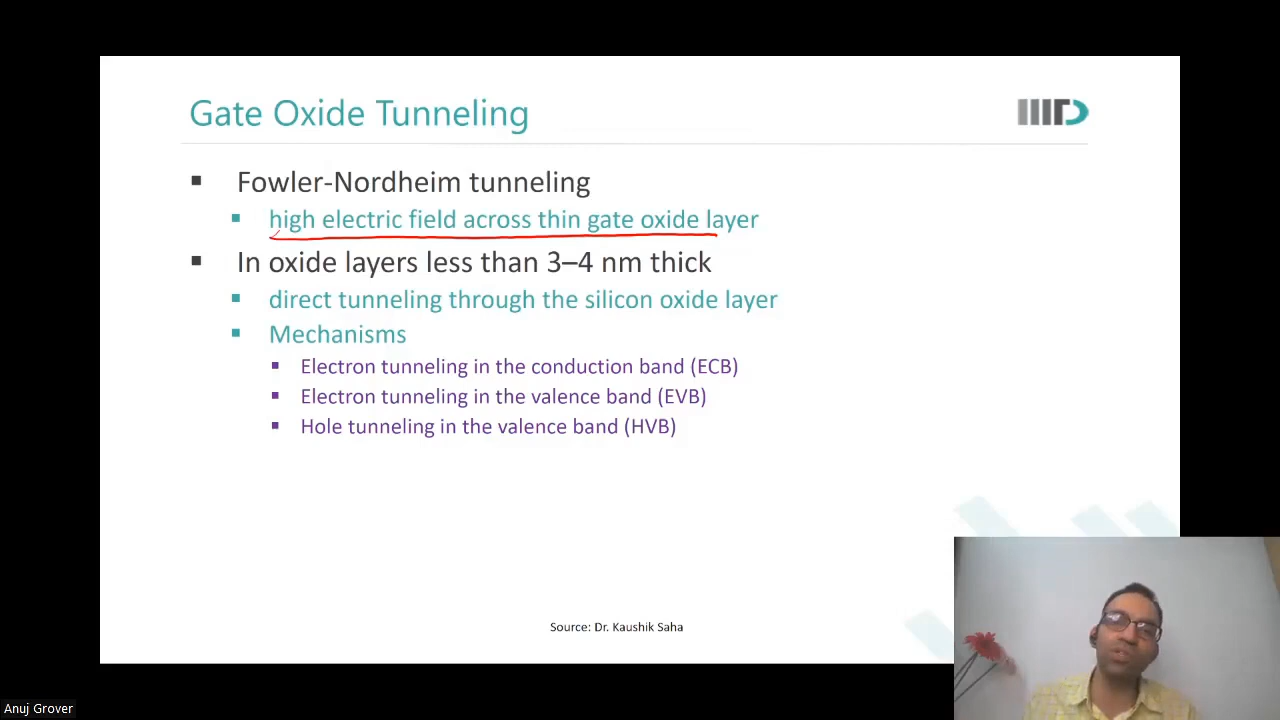 Gate Oxide Tunneling
IIITD
Fowler-Nordheim tunneling
high electric field across thin gate oxide layer
In oxide layers less than 3–4 nm thick
direct tunneling through the silicon oxide layer
Mechanisms
Electron tunneling in the conduction band (ECB)
Electron tunneling in the valence band (EVB)
Hole tunneling in the valence band (HVB)
Source: Dr. Kaushik Saha
Anuj Grover